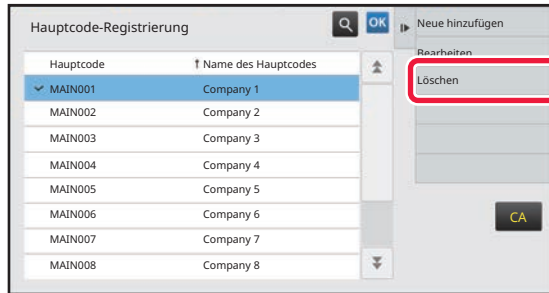 Hauptcode-Registrierung
OK
Neue hinzufügen
Bearbeiten
Löschen
Hauptcode Name des Hauptcodes
MAIN001 Company 1
MAIN002 Company 2
MAIN003 Company 3
MAIN004 Company 4
MAIN005 Company 5
MAIN006 Company 6
MAIN007 Company 7
MAIN008 Company 8
CA